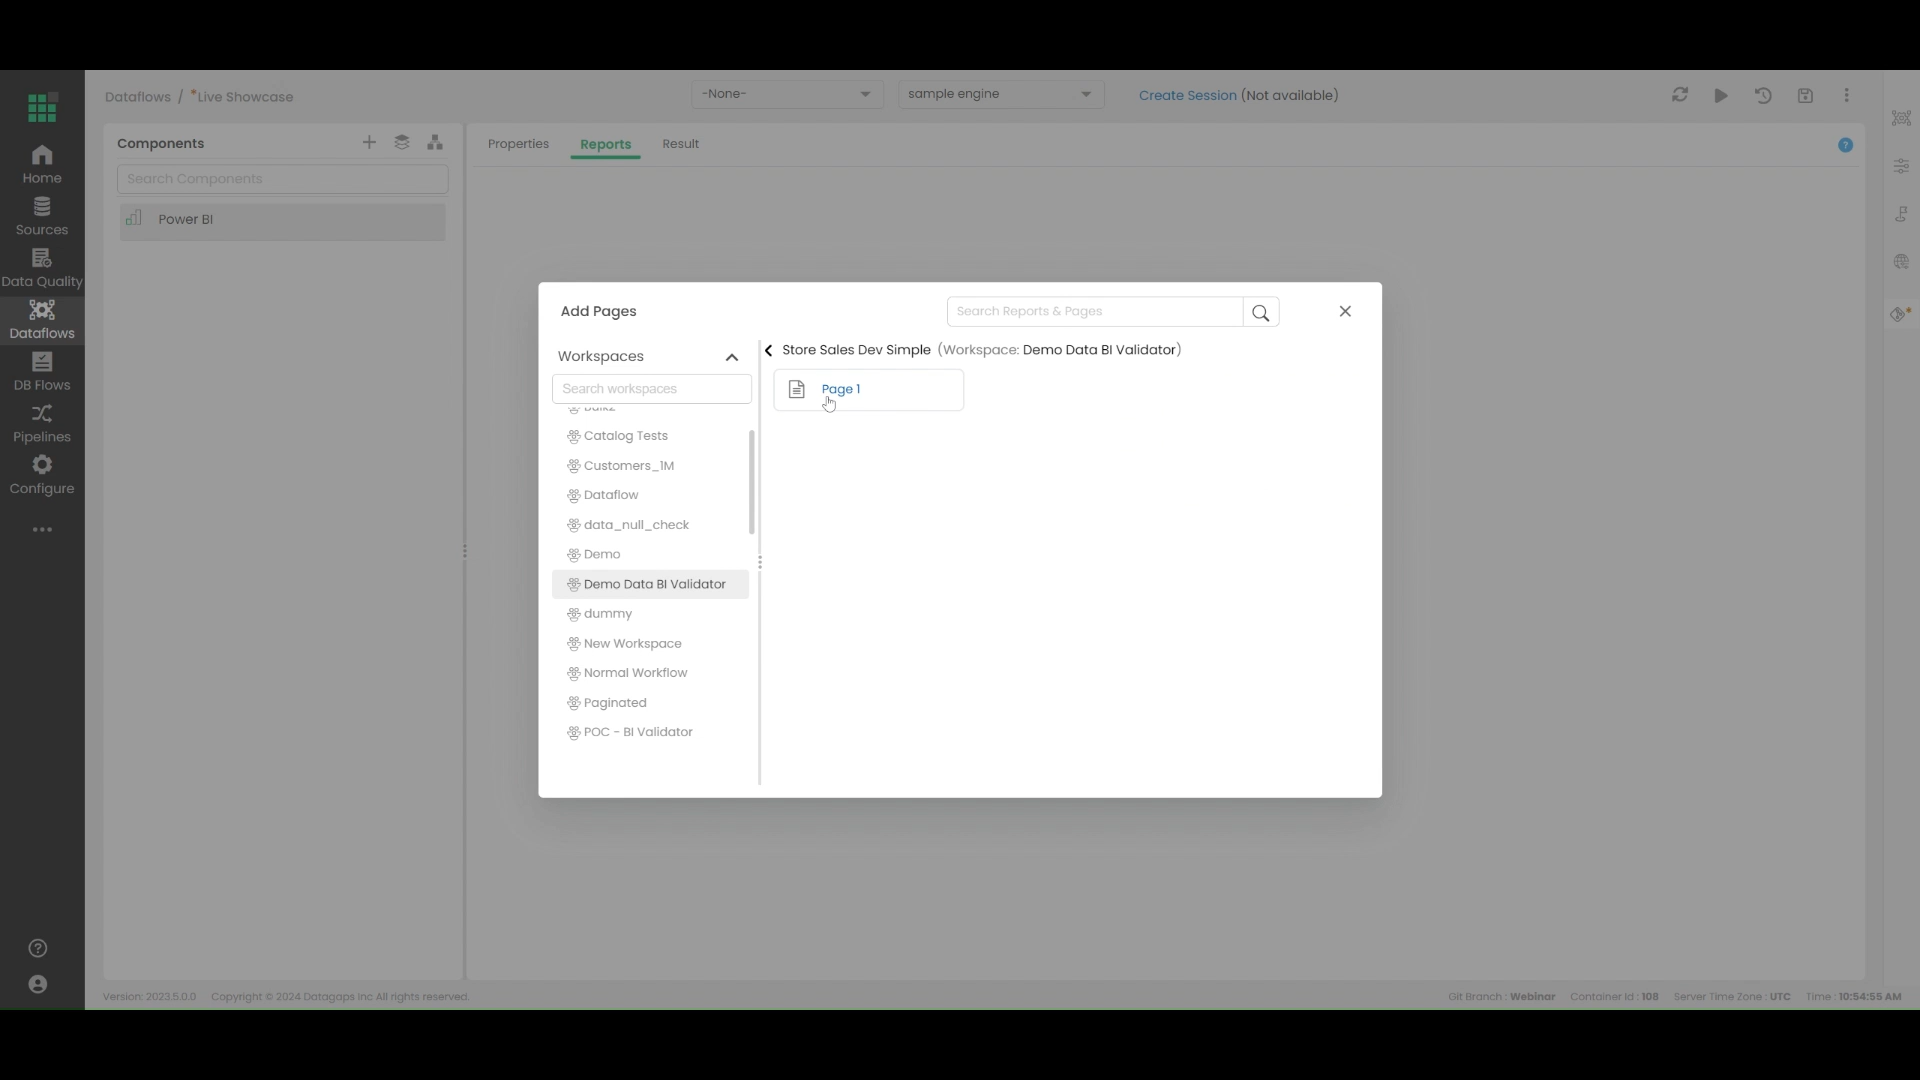 Dataflows / *Live Showcase
-None-
sample engine
Create Session (Not available)
Home
Sources
Data Quality
Dataflows
DB Flows
Pipelines
Configure
Components
Search Components
Power BI
Properties
Reports
Result
?
Add Pages
Search Reports & Pages
Workspaces
Search workspaces
Catalog Tests
Customers_1M
Dataflow
data_null_check
Demo
Demo Data BI Validator
dummy
New Workspace
Normal Workflow
Paginated
POC - BI Validator
Store Sales Dev Simple (Workspace: Demo Data BI Validator)
Page 1
Version: 2023.5.0.0 Copyright © 2024 Datagaps Inc All rights reserved.
Git Branch : Webinar Container Id : 108 Server Time Zone : UTC Time : 10:54:55 AM